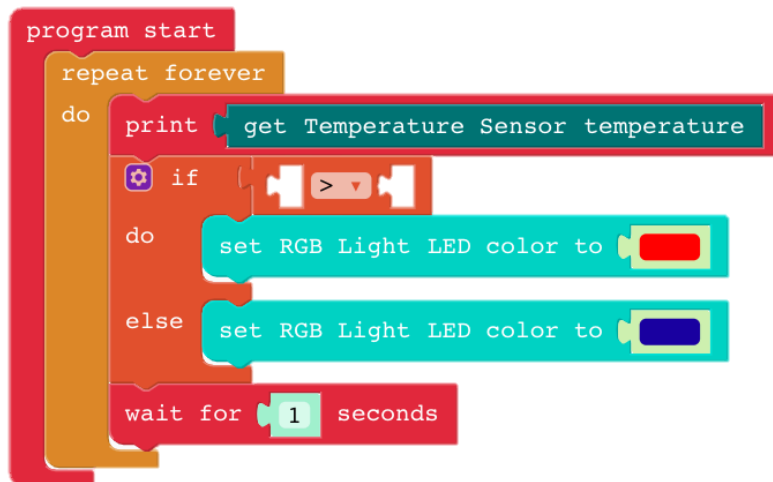 program start
repeat forever
do
print get Temperature Sensor temperature
if > ▼
do
set RGB Light LED color to
else
set RGB Light LED color to
wait for 1 seconds